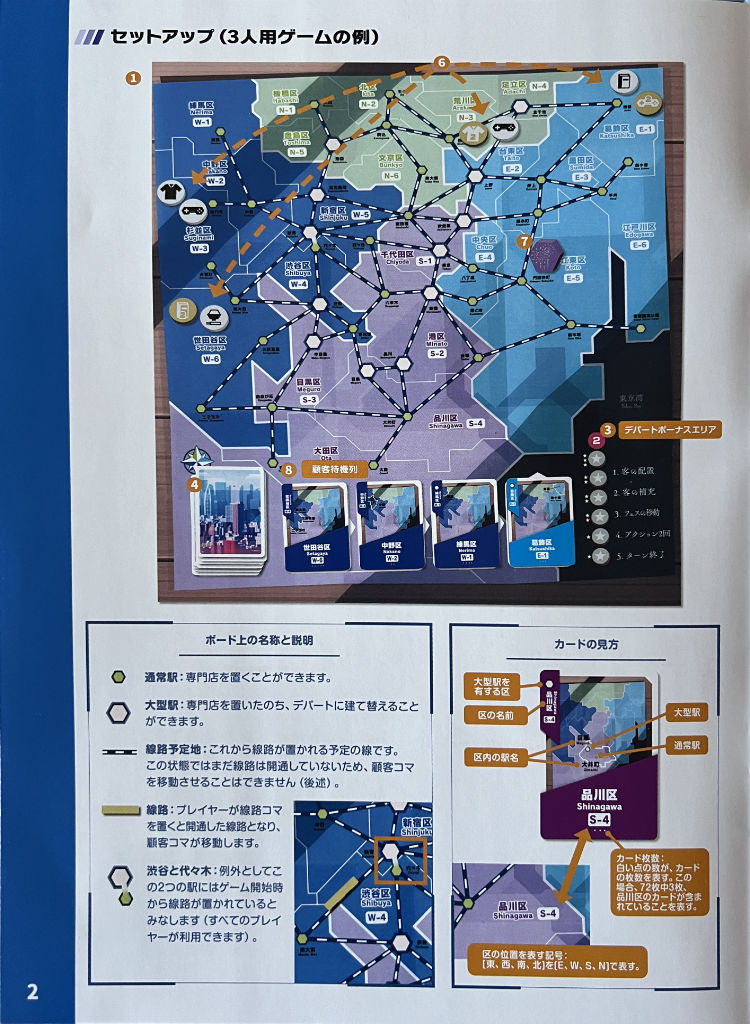 セットアップ（3人用ゲームの例）
1
6
板橋区
Itabashi
N-1
北区
Kita
N-2
荒川区
N-3
足立区
Adachi
N-4
練馬区
Nerima
W-1
豊島区
Toshima
N-5
文京区
Bunkyo
N-6
葛飾区
Katsushika
E-1
中野区
Nakano
W-2
台東区
Taito
E-2
墨田区
Sumida
E-3
杉並区
Suginami
W-3
新宿区
Shinjuku
W-5
江戸川区
Edogawa
E-6
千代田区
Chiyoda
S-1
中央区
Chuo
E-4
7
江東区
Koto
E-5
渋谷区
Shibuya
W-4
世田谷区
Setagaya
W-6
港区
Minato
S-2
目黒区
Meguro
S-3
品川区
Shinagawa
S-4
大田区
Ota
東京湾
Tokyo Bay
3 デパートボーナスエリア
2
1. 客の配置
2. 客の補充
3. フェスの移動
4. アクション2回
5. ターン終了
4
8 顧客待機列
世田谷区
Setagaya
W-6
中野区
Nakano
W-2
練馬区
Nerima
W-1
葛飾区
Katsushika
E-1
ボード上の名称と説明
通常駅：専門店を置くことができます。
大型駅：専門店を置いたのち、デパートに建て替えること
ができます。
線路予定地：これから線路が置かれる予定の線です。
この状態ではまだ線路は開通していないため、顧客コマ
を移動させることはできません（後述）。
線路：プレイヤーが線路コマ
を置くと開通した線路となり、
顧客コマが移動します。
渋谷と代々木：例外としてこ
の2つの駅にはゲーム開始時
から線路が置かれていると
みなします（すべてのプレイ
ヤーが利用できます）。
新宿区
Shinjuku
渋谷区
Shibuya
W-4
カードの見方
大型駅を
有する区
区の名前
区内の駅名
大型駅
通常駅
品川区
S-4
目黒
Meguro
大井町
Oimachi
品川区
Shinagawa
S-4
カード枚数：
白い点の数が、カード
の枚数を表す。この
場合、72枚中3枚、
品川区のカードが含ま
れていることを表す。
品川区
Shinagawa
S-4
区の位置を表す記号：
[東、西、南、北]を[E、W、S、N]で表す。
2